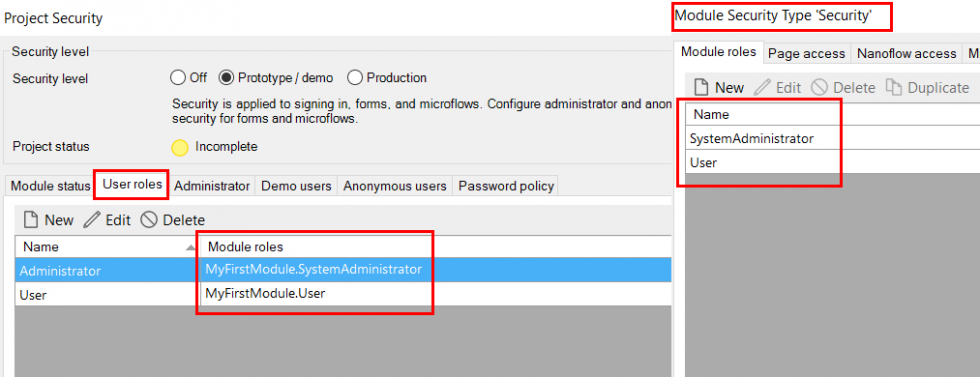 Project Security
Security level
Security level
Off
Prototype / demo
Production
Security is applied to signing in, forms, and microflows. Configure administrator and anon
security for forms and microflows.
Project status
Incomplete
Module status
User roles
Administrator
Demo users
Anonymous users
Password policy
New
Edit
Delete
Name
Module roles
Administrator
MyFirstModule.SystemAdministrator
User
MyFirstModule.User
Module Security Type 'Security'
Module roles
Page access
Nanoflow access
M
New
Edit
Delete
Duplicate
Name
SystemAdministrator
User